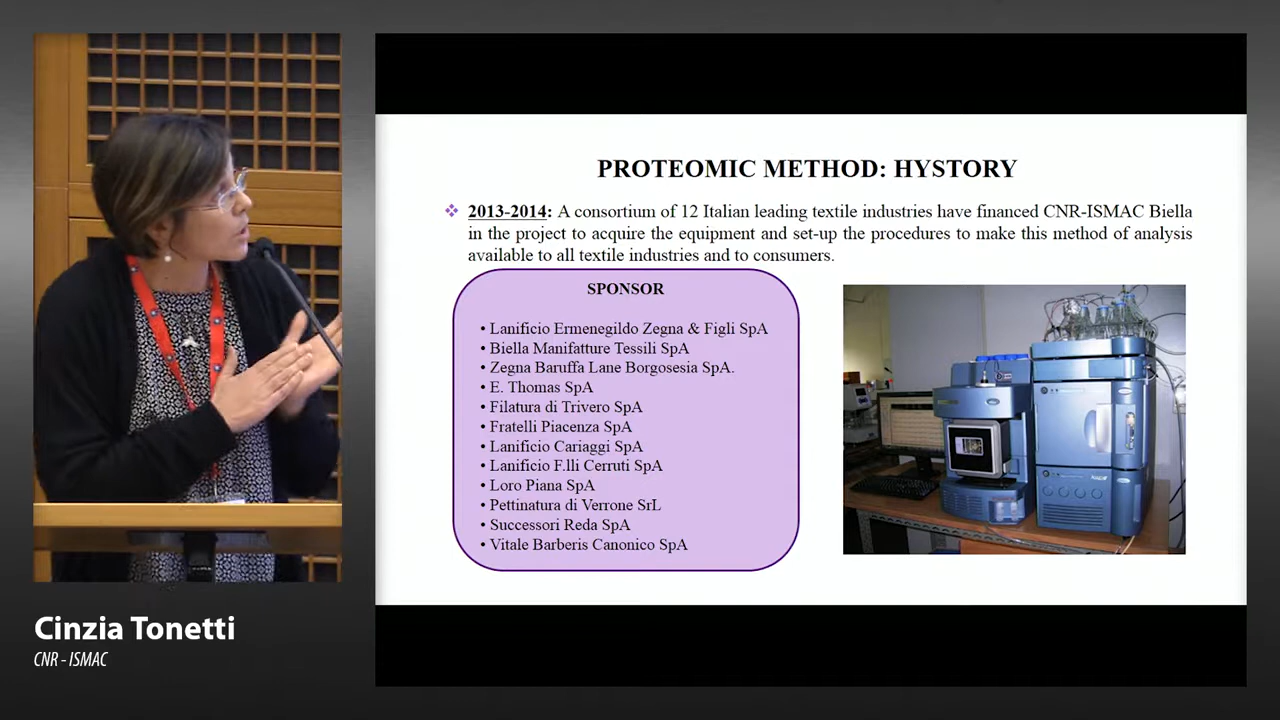 PROTEOMIC METHOD: HYSTORY
❖ 2013-2014: A consortium of 12 Italian leading textile industries have financed CNR-ISMAC Biella
in the project to acquire the equipment and set-up the procedures to make this method of analysis
available to all textile industries and to consumers.
SPONSOR
• Lanificio Ermenegildo Zegna & Figli SpA
• Biella Manifatture Tessili SpA
• Zegna Baruffa Lane Borgosesia SpA.
• E. Thomas SpA
• Filatura di Trivero SpA
• Fratelli Piacenza SpA
• Lanificio Cariaggi SpA
• Lanificio F.lli Cerruti SpA
• Loro Piana SpA
• Pettinatura di Verrone SrL
• Successori Reda SpA
• Vitale Barberis Canonico SpA
Cinzia Tonetti
CNR - ISMAC